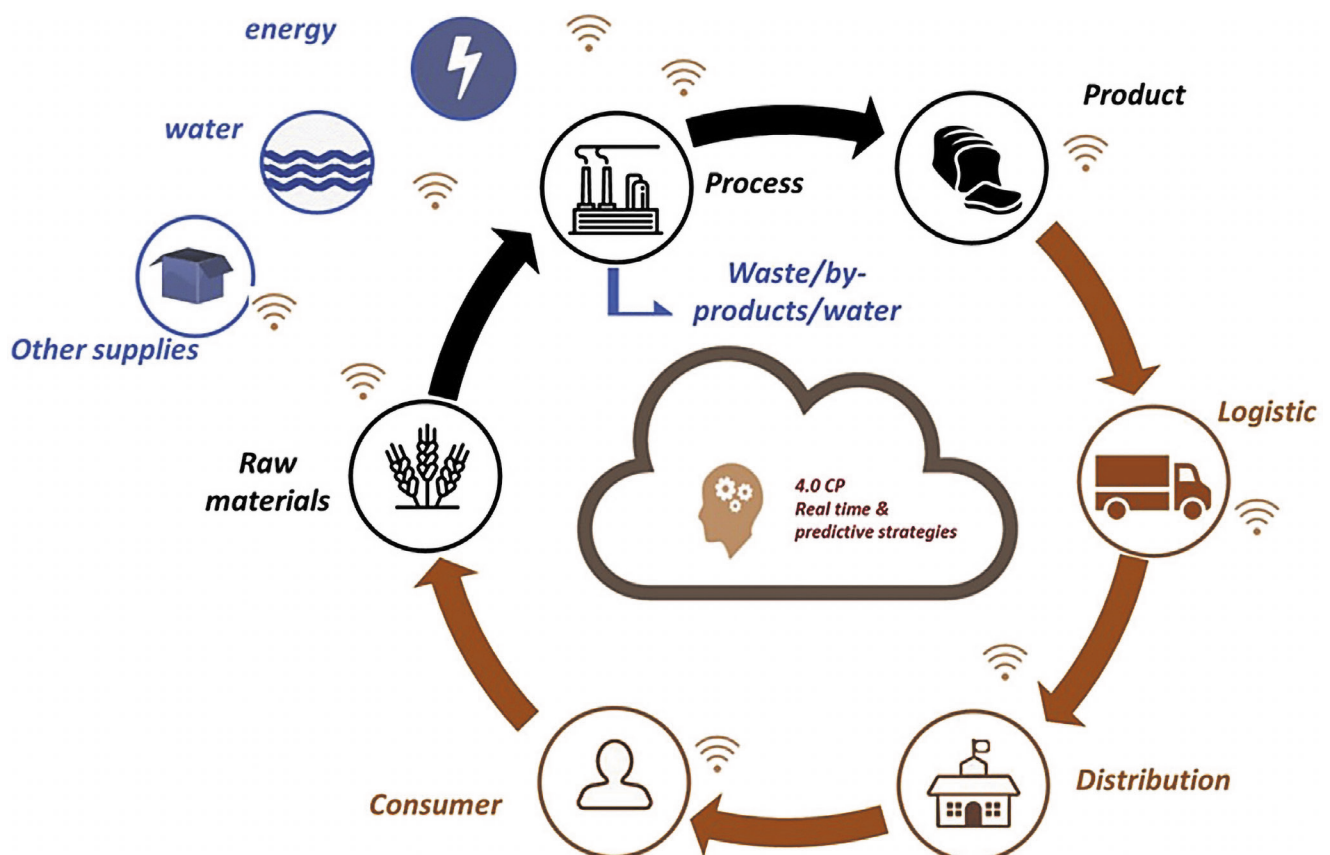 energy
water
Other supplies
Raw
materials
Process
Product
Waste/by-
products/water
Logistic
4.0 CP
Real time &
predictive strategies
Distribution
Consumer